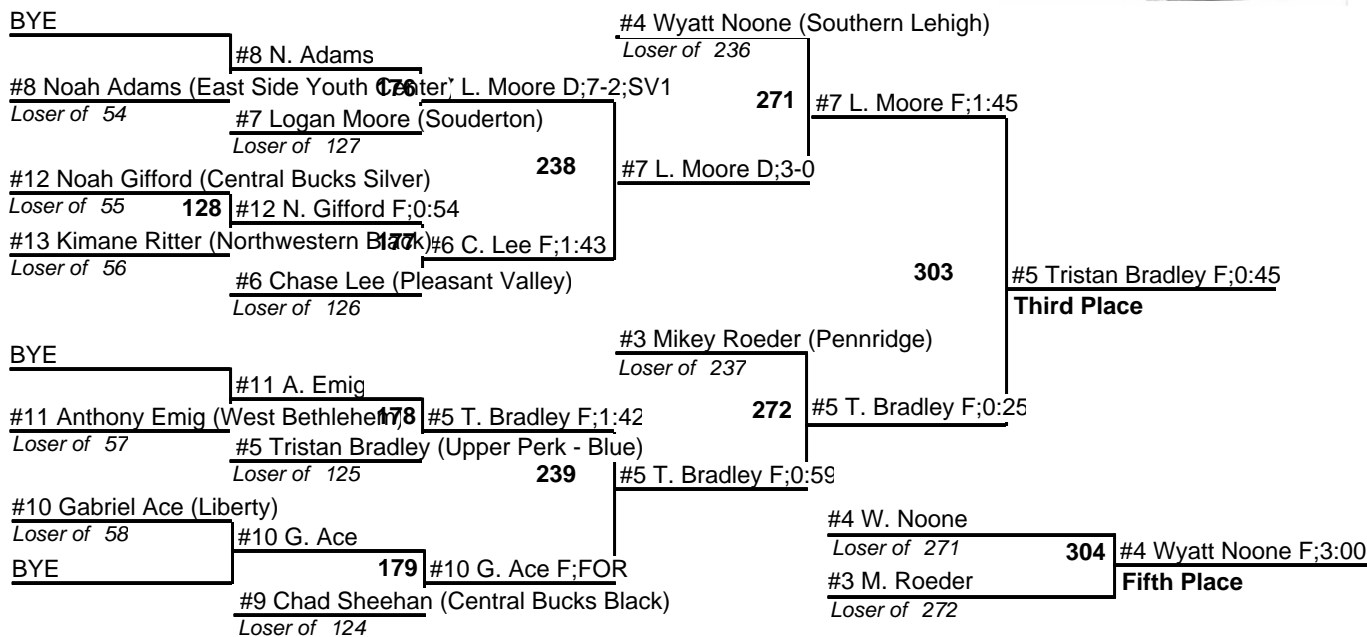 BYE
#8 N. Adams
#8 Noah Adams (East Side Youth Center)
Loser of 54
176
L. Moore D;7-2;SV1
#7 Logan Moore (Souderton)
Loser of 127
#12 Noah Gifford (Central Bucks Silver)
Loser of 55
128
#12 N. Gifford F;0:54
#13 Kimane Ritter (Northwestern Black)
Loser of 56
177
#6 C. Lee F;1:43
#6 Chase Lee (Pleasant Valley)
Loser of 126
238
#4 Wyatt Noone (Southern Lehigh)
Loser of 236
271
#7 L. Moore F;1:45
#7 L. Moore D;3-0
303
#5 Tristan Bradley F;0:45
Third Place
BYE
#11 A. Emig
#11 Anthony Emig (West Bethlehem)
Loser of 57
178
#5 T. Bradley F;1:42
#5 Tristan Bradley (Upper Perk - Blue)
Loser of 125
239
#10 Gabriel Ace (Liberty)
Loser of 58
#10 G. Ace
BYE
179
#10 G. Ace F;FOR
#9 Chad Sheehan (Central Bucks Black)
Loser of 124
#3 Mikey Roeder (Pennridge)
Loser of 237
272
#5 T. Bradley F;0:25
#5 T. Bradley F;0:59
#4 W. Noone
Loser of 271
304
#4 Wyatt Noone F;3:00
#3 M. Roeder
Fifth Place
Loser of 272